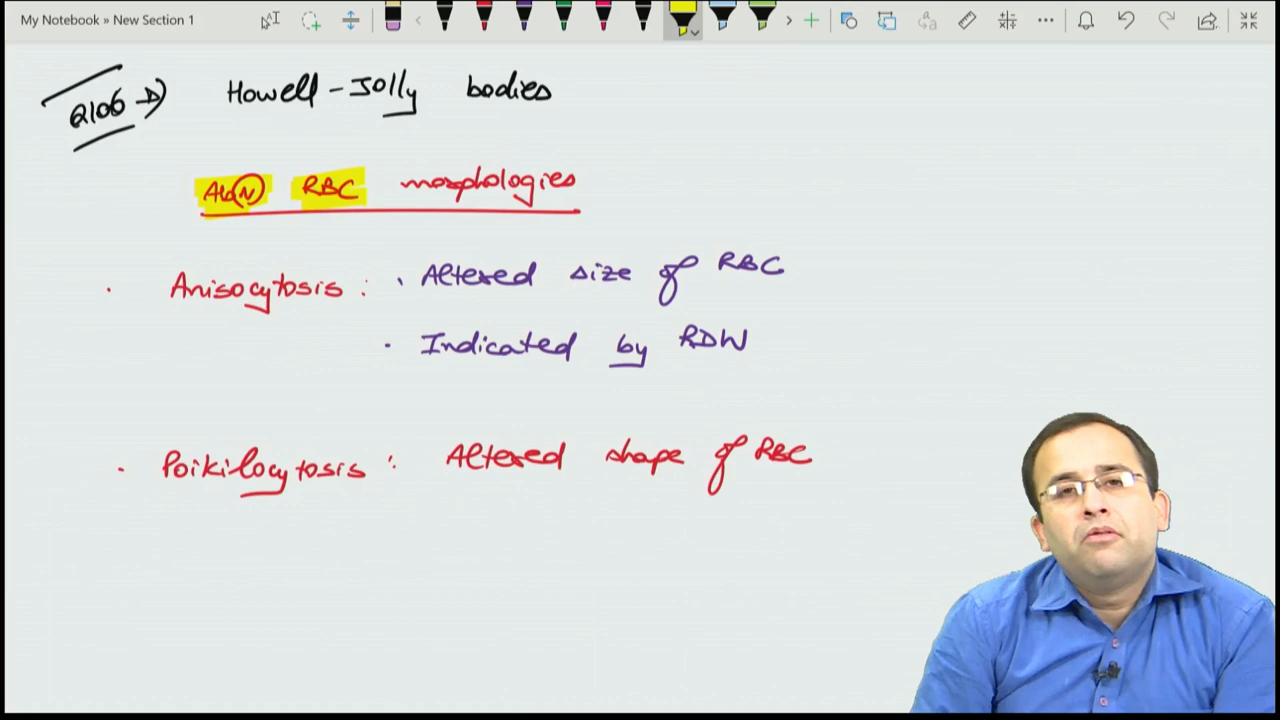 My Notebook » New Section 1
Q106 → Howell-Jolly bodies
Abn RBC morphologies
· Anisocytosis : · Altered size of RBC
· Indicated by RDW
· Poikilocytosis : Altered shape of RBC